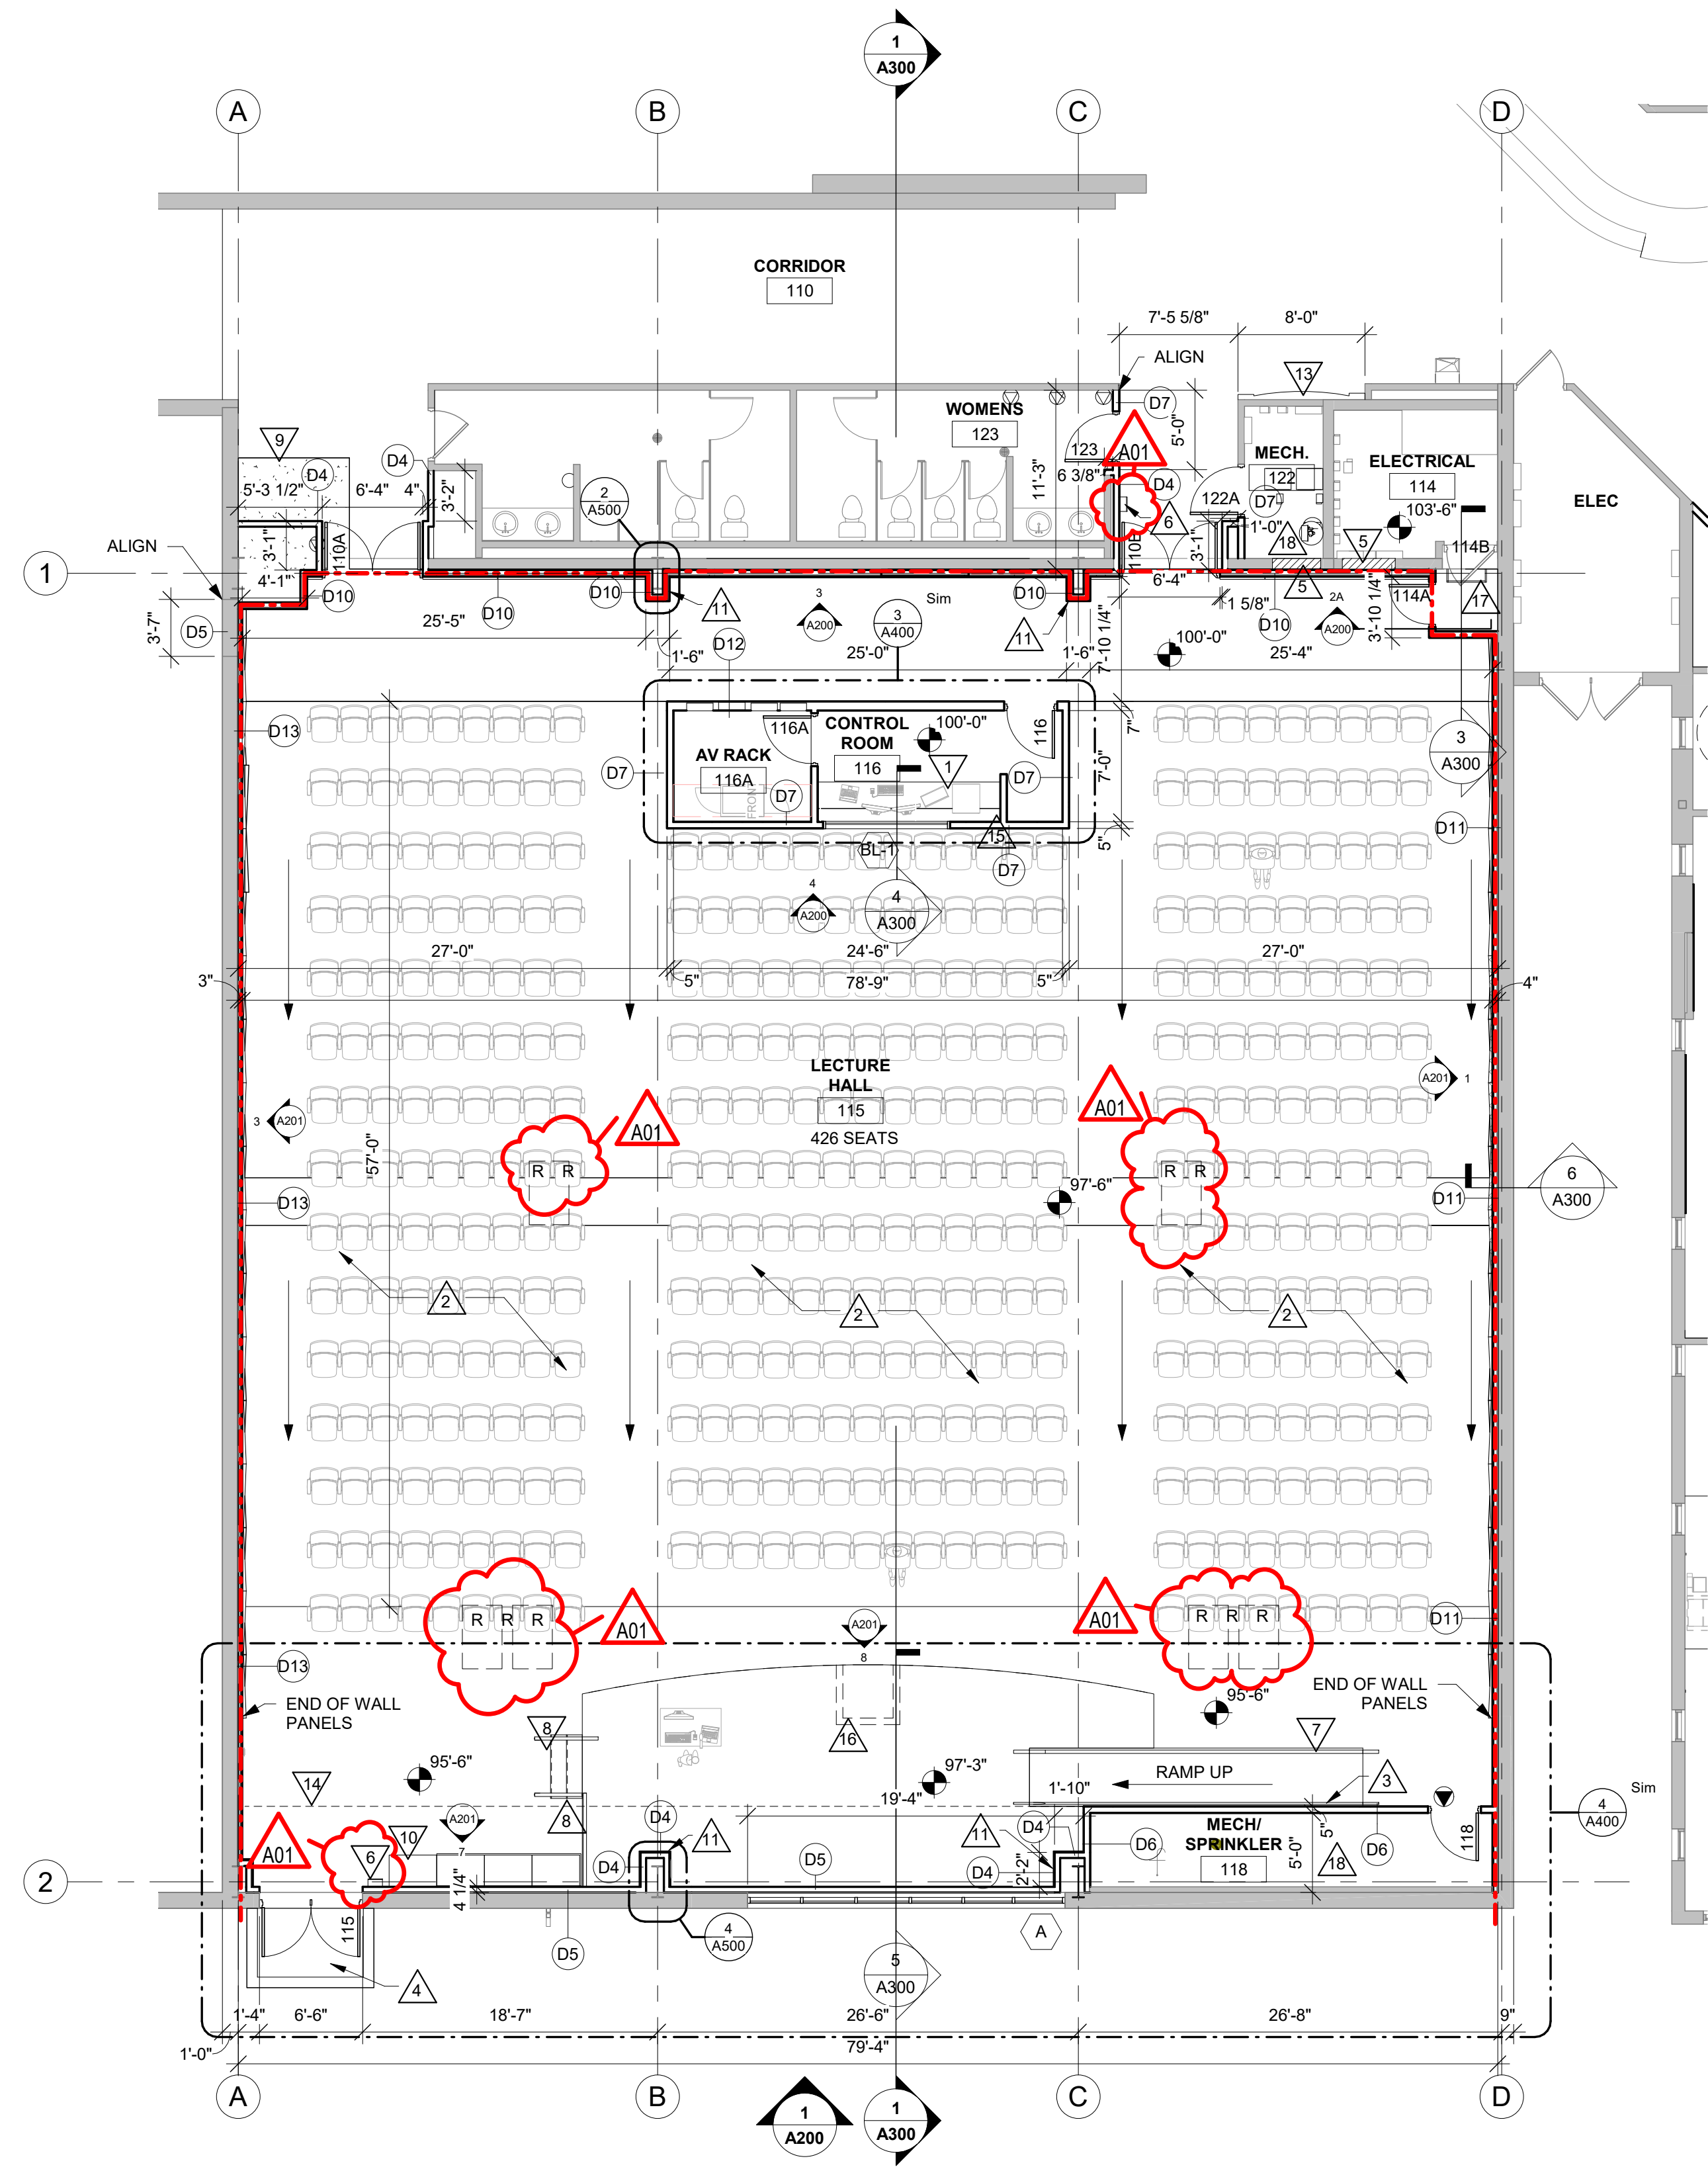 1
A300
A
B
C
D
CORRIDOR
110
7'-5 5/8"
8'-0"
ALIGN
13
D7
WOMENS
123
5'-0"
9
D4
D4
123
A01
MECH.
122
ELECTRICAL
114
11'-3"
6 3/8"
D4
5'-3 1/2"
6'-4"
4"
3'-2"
2
A500
122A
D7
103'-6"
ELEC
6
1'-0"
18
5
114B
ALIGN
3'-1"
110A
110B
3'-1"
1
4'-1"
6'-4"
5
D10
D10
D10
11
3
A200
Sim
3
A400
D10
11
1 5/8"
D10
2A
A200
3'-10 1/4"
114A
17
3'-7"
D5
25'-5"
1'-6"
D12
25'-0"
1'-6"
7'-10 1/4"
100'-0"
25'-4"
D13
116A
CONTROL
ROOM
116
100'-0"
116
7"
3
A300
AV RACK
116A
FRONT
D7
D7
1
D7
7'-0"
15
5"
BL-1
D7
D11
4
A200
4
A300
27'-0"
24'-6"
27'-0"
3"
5"
78'-9"
5"
4"
LECTURE
HALL
115
426 SEATS
3
A201
A201
1
A01
A01
57'-0"
R R
R R
6
A300
D13
97'-6"
D11
2
2
2
A01
A01
R R R
R R R
D11
A201
8
D13
END OF WALL
PANELS
END OF WALL
PANELS
95'-6"
8
16
7
95'-6"
97'-3"
RAMP UP
3
14
19'-4"
1'-10"
Sim
4
A400
A01
6
10
A201
7
8
D4
11
11
D4
MECH/
SPRINKLER
118
D6
5"
5'-0"
18
D6
118
2
D4
D5
D4
2'-2"
4 1/4"
115
D5
4
A500
A
5
A300
4
1'-4"
6'-6"
18'-7"
26'-6"
26'-8"
9"
1'-0"
79'-4"
A
B
C
D
1
A200
1
A300